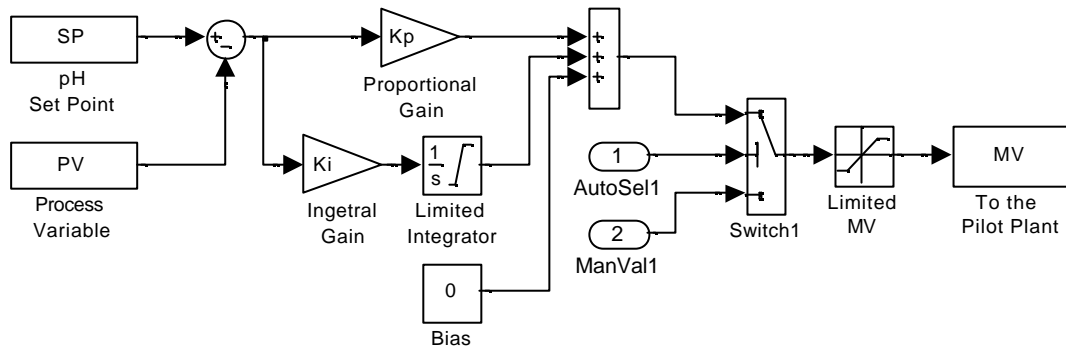 SP
pH
Set Point
PV
Process
Variable
+
−
Kp
Proportional
Gain
Ki
Ingetral
Gain
1
s
Limited
Integrator
0
Bias
+
+
+
1
AutoSel1
2
ManVal1
Switch1
Limited
MV
MV
To the
Pilot Plant